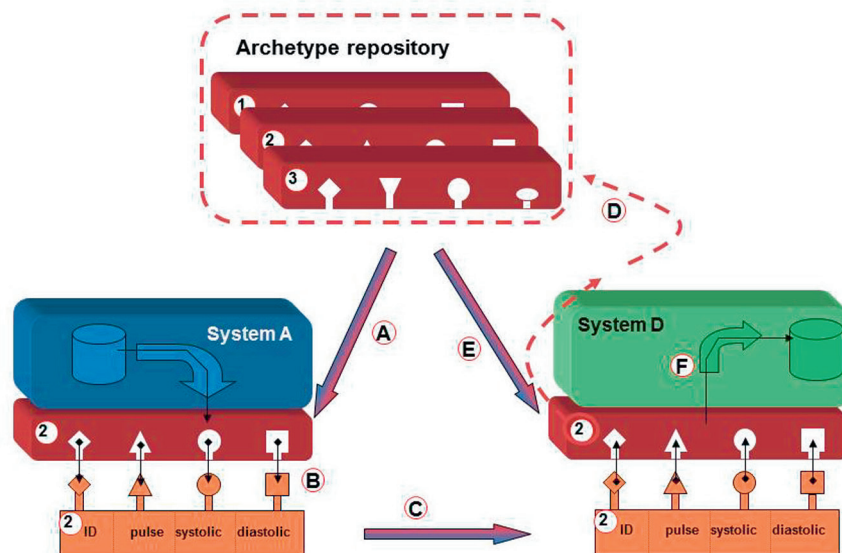 Archetype repository
1
2
3
D
A
E
System A
System D
F
2
2
B
C
2 ID pulse systolic diastolic
2 ID pulse systolic diastolic